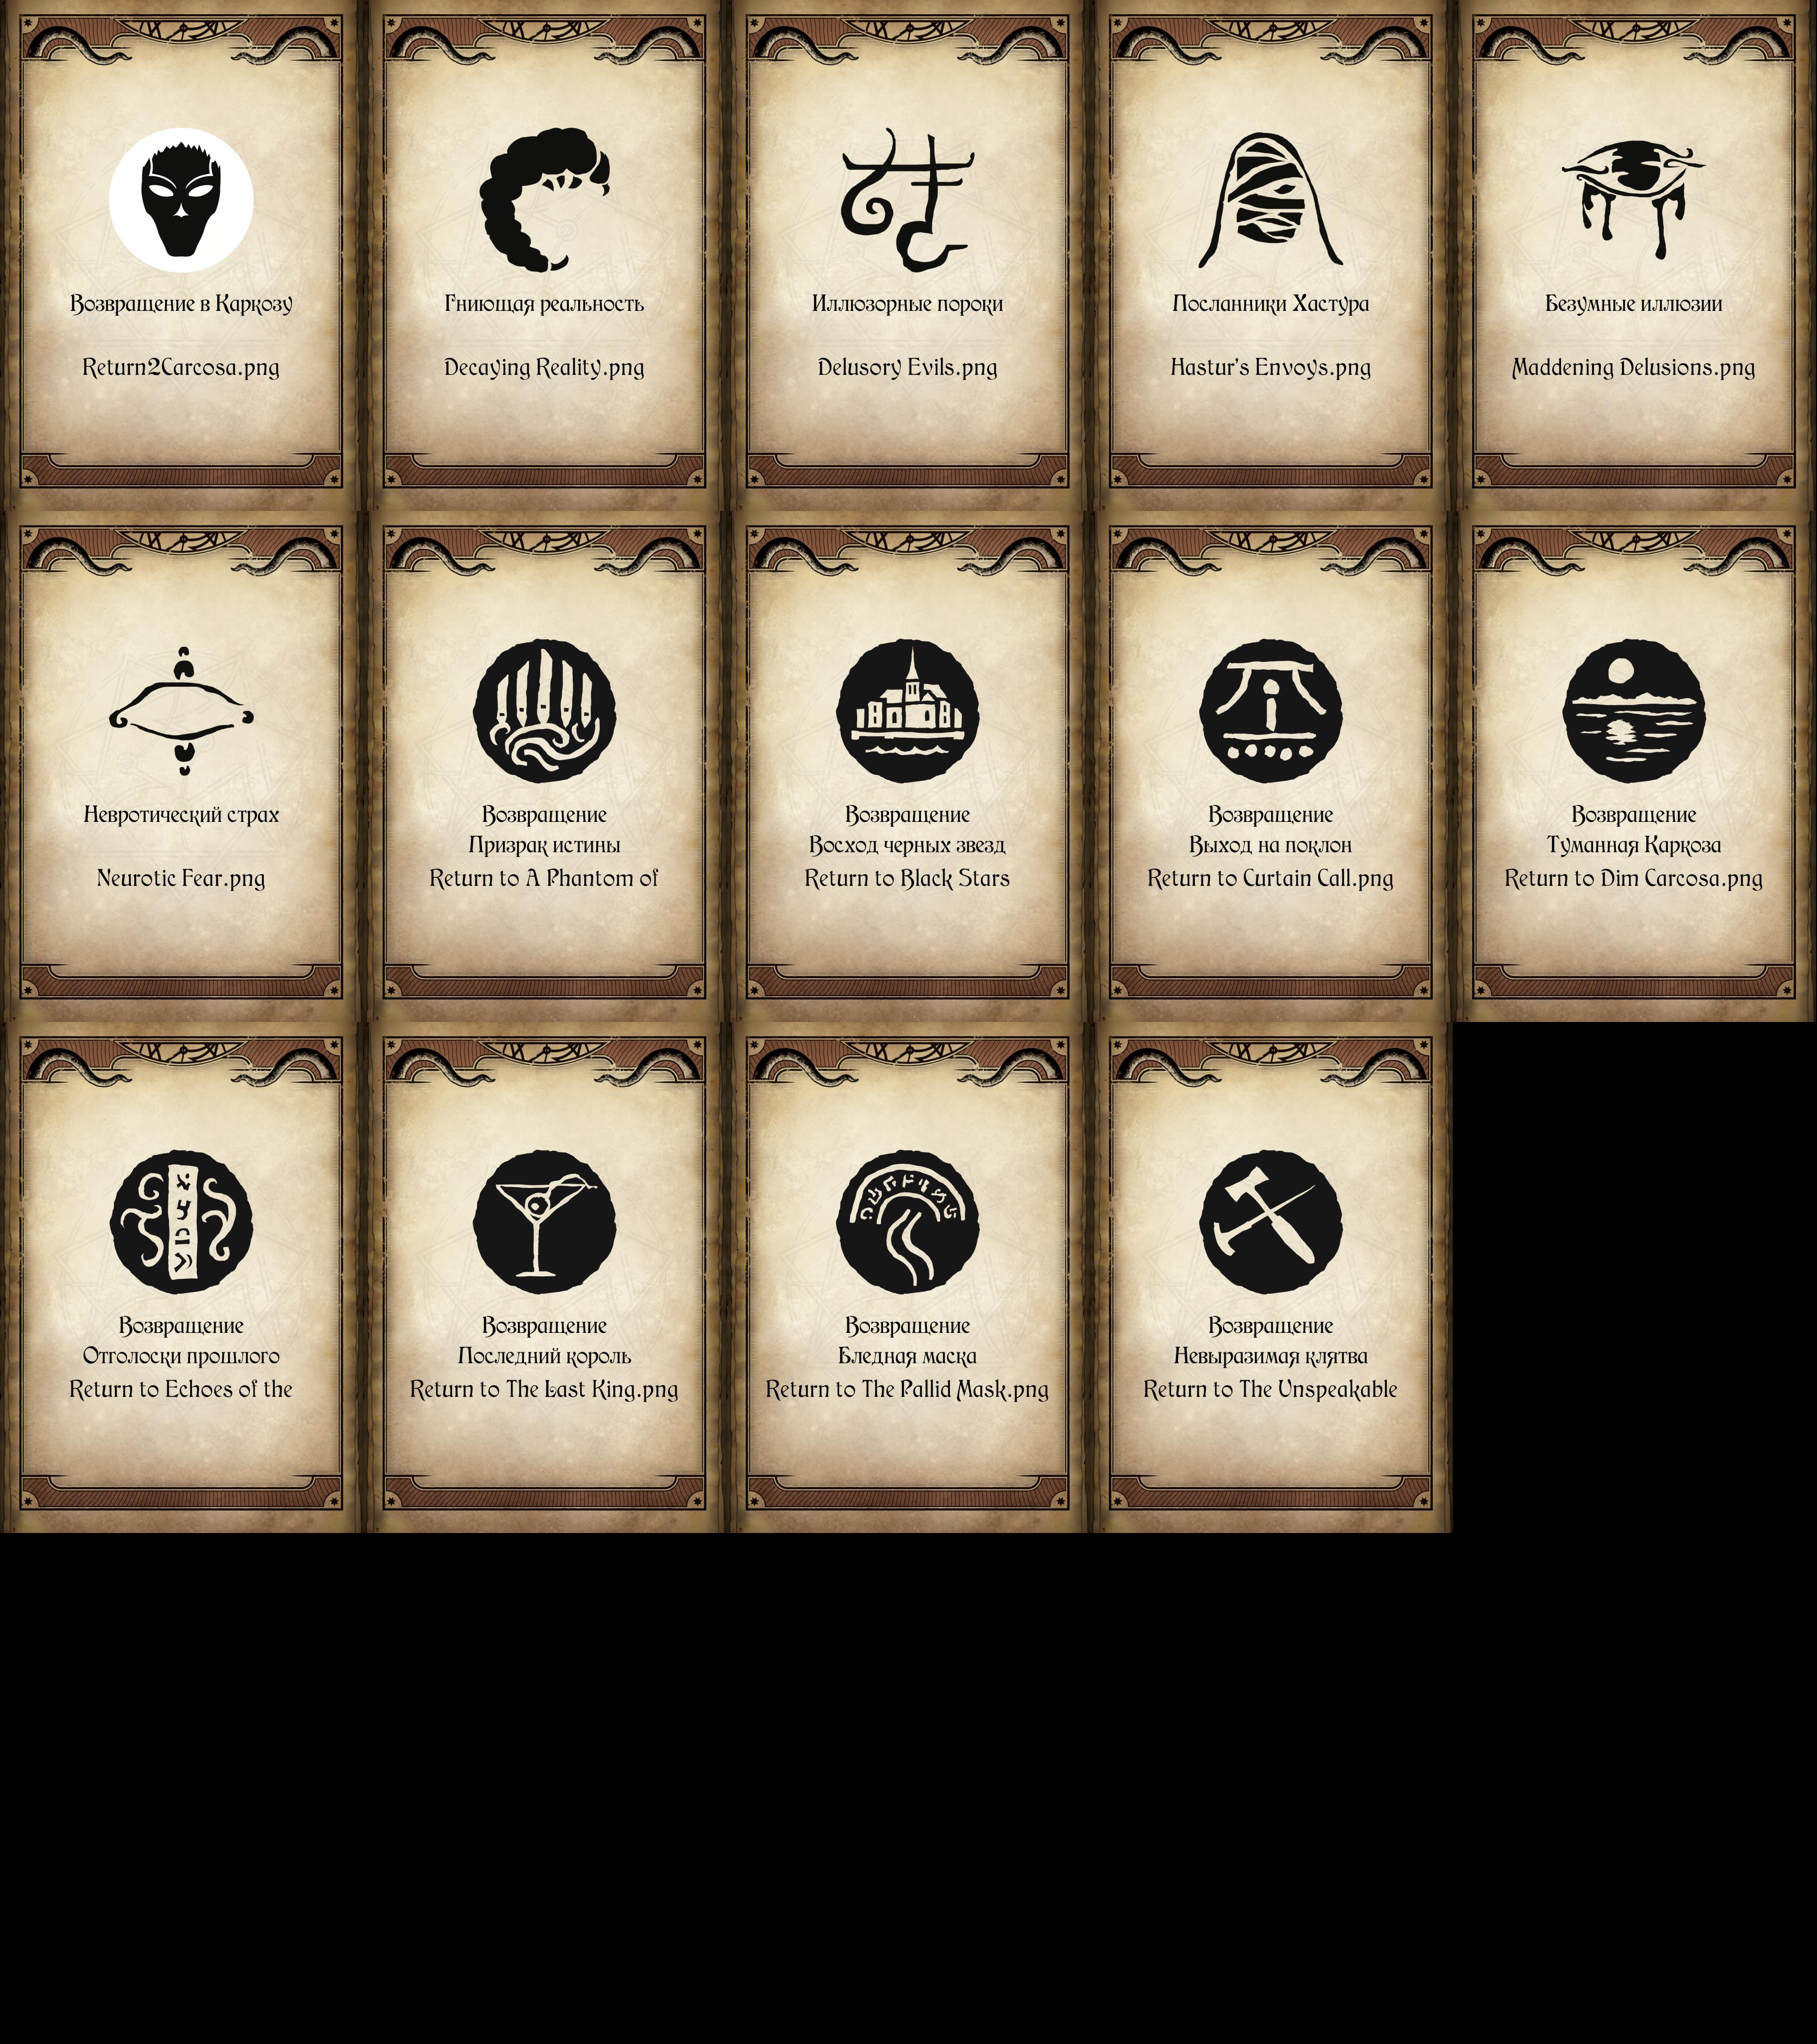 Возвращение в Каркозу
Return2Carcosa.png
Гниющая реальность
Decaying Reality.png
Иллюзорные пороки
Delusory Evils.png
Посланники Хастура
Hastur's Envoys.png
Безумные иллюзии
Maddening Delusions.png
Невротический страх
Neurotic Fear.png
Возвращение
Призрак истины
Return to A Phantom of
Возвращение
Восход черных звезд
Return to Black Stars
Возвращение
Выход на поклон
Return to Curtain Call.png
Возвращение
Туманная Каркоза
Return to Dim Carcosa.png
Возвращение
Отголоски прошлого
Return to Echoes of the
Возвращение
Последний король
Return to The Last King.png
Возвращение
Бледная маска
Return to The Pallid Mask.png
Возвращение
Невыразимая клятва
Return to The Unspeakable